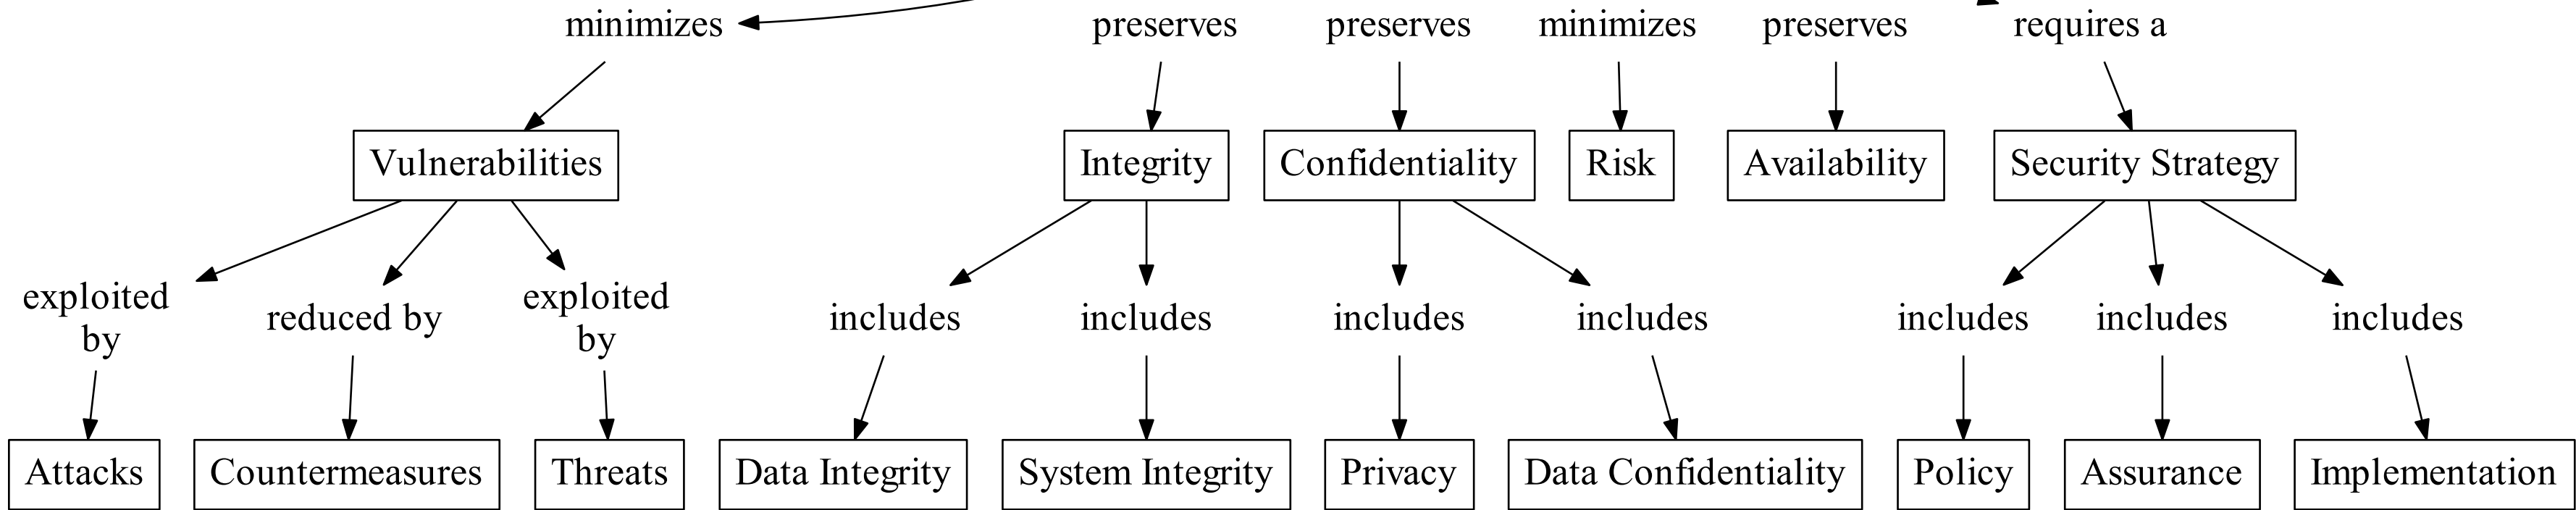 minimizes
preserves
preserves
minimizes
preserves
requires a
Vulnerabilities
Integrity
Confidentiality
Risk
Availability
Security Strategy
exploited
by
reduced by
exploited
by
includes
includes
includes
includes
includes
includes
includes
Attacks
Countermeasures
Threats
Data Integrity
System Integrity
Privacy
Data Confidentiality
Policy
Assurance
Implementation